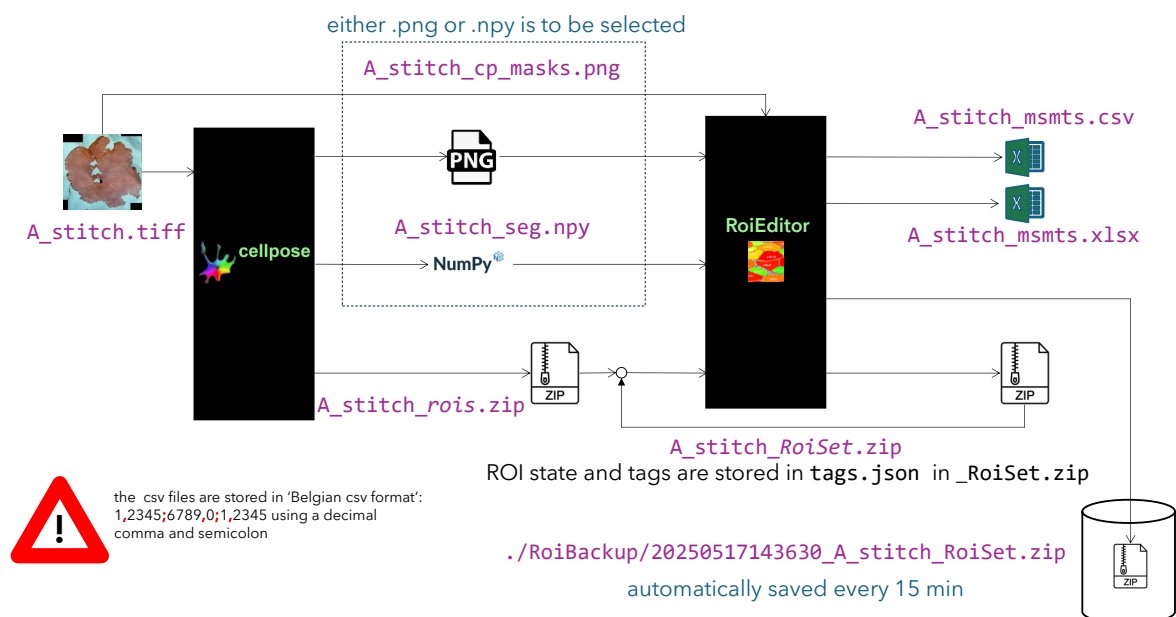 either .png or .npy is to be selected
A_stitch_cp_masks.png
A_stitch_msmts.csv
PNG
A_stitch.tiff
A_stitch_seg.npy
RoiEditor
A_stitch_msmts.xlsx
cellpose
NumPy
ZIP
ZIP
A_stitch_rois.zip
A_stitch_RoiSet.zip
ROI state and tags are stored in tags.json in _RoiSet.zip
the csv files are stored in ‘Belgian csv format’:
1,2345;6789,0;1,2345 using a decimal
comma and semicolon
!
./RoiBackup/20250517143630_A_stitch_RoiSet.zip
ZIP
automatically saved every 15 min